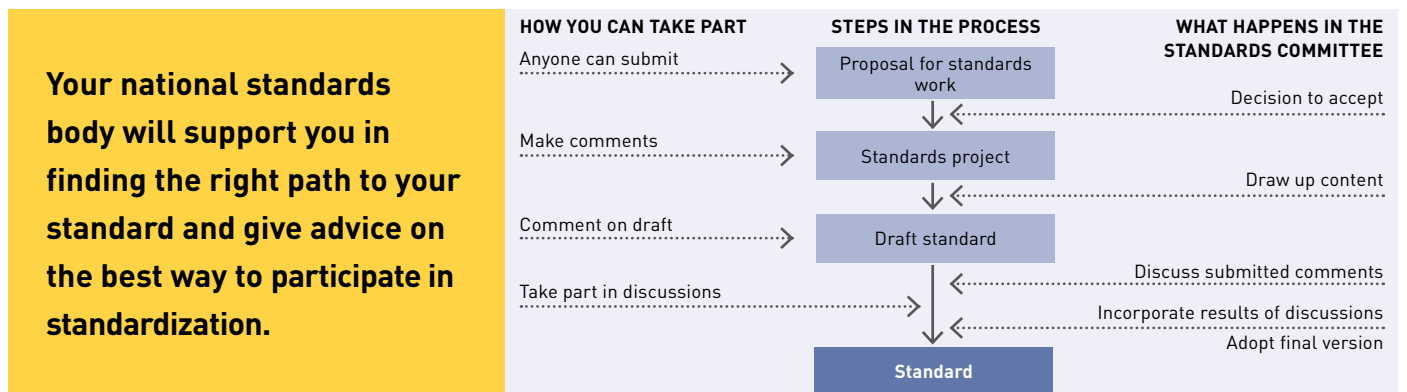 Your national standards
body will support you in
finding the right path to your
standard and give advice on
the best way to participate in
standardization.
HOW YOU CAN TAKE PART
STEPS IN THE PROCESS
WHAT HAPPENS IN THE
STANDARDS COMMITTEE
Anyone can submit
Proposal for standards
work
Decision to accept
Make comments
Standards project
Draw up content
Comment on draft
Draft standard
Discuss submitted comments
Take part in discussions
Incorporate results of discussions
Adopt final version
Standard